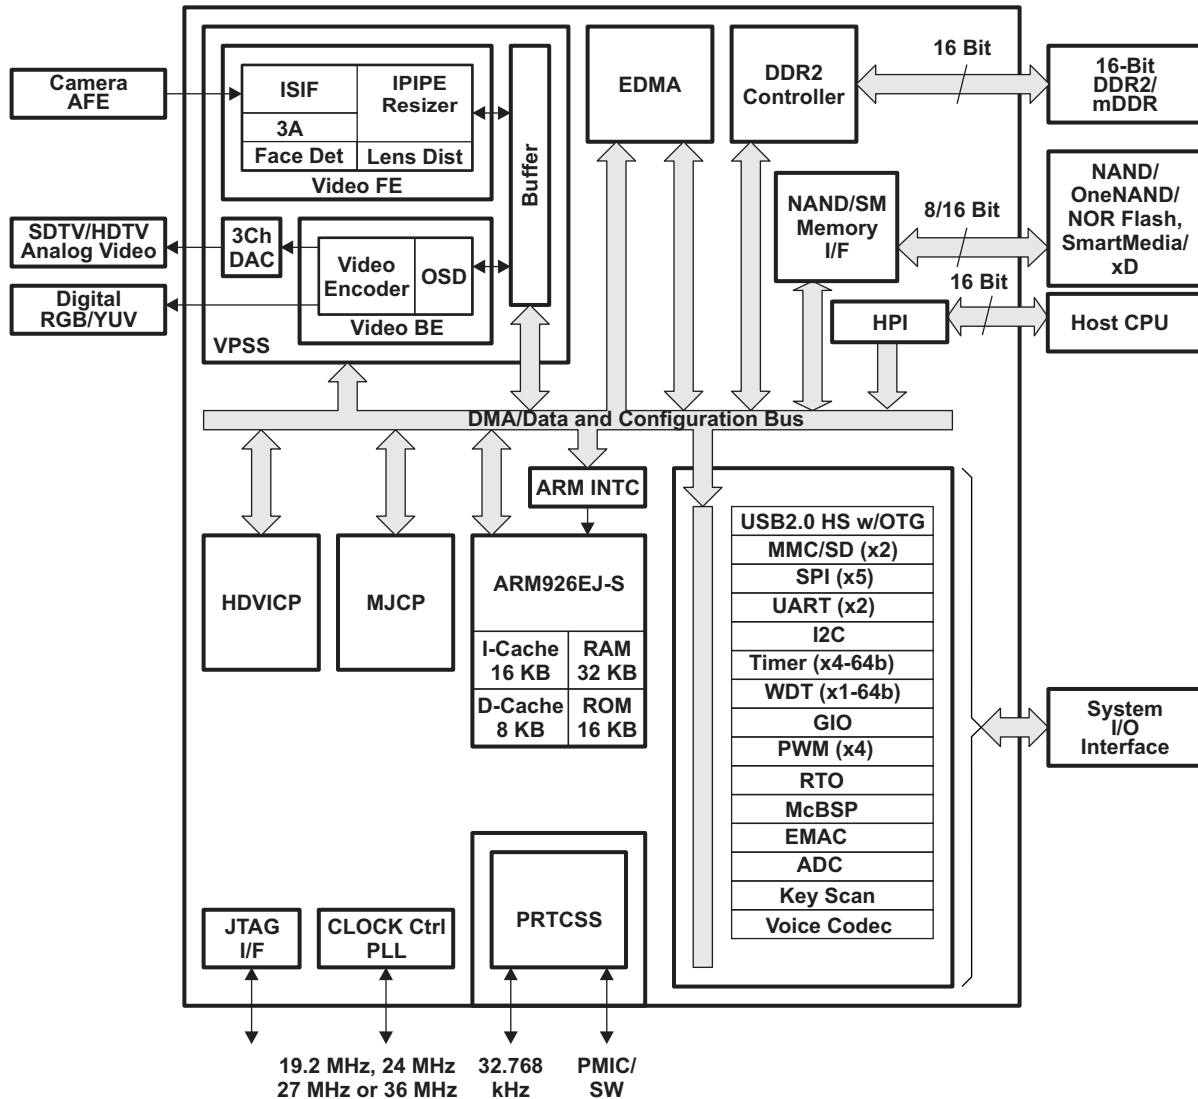 Camera
AFE
ISIF
3A
Face Det
IPIPE
Resizer
Lens Dist
Video FE
Buffer
SDTV/HDTV
Analog Video
3Ch
DAC
Video
Encoder
OSD
Video BE
Digital
RGB/YUV
VPSS
EDMA
DDR2
Controller
16 Bit
16-Bit
DDR2/
mDDR
NAND/SM
Memory
I/F
8/16 Bit
NAND/
OneNAND/
NOR Flash,
SmartMedia/
xD
HPI
16 Bit
Host CPU
DMA/Data and Configuration Bus
HDVICP
MJCP
ARM INTC
ARM926EJ-S
I-Cache
16 KB
RAM
32 KB
D-Cache
8 KB
ROM
16 KB
USB2.0 HS w/OTG
MMC/SD (x2)
SPI (x5)
UART (x2)
I2C
Timer (x4-64b)
WDT (x1-64b)
GIO
PWM (x4)
RTO
McBSP
EMAC
ADC
Key Scan
Voice Codec
System
I/O
Interface
JTAG
I/F
CLOCK Ctrl
PLL
PRTCSS
19.2 MHz, 24 MHz
27 MHz or 36 MHz
32.768
kHz
PMIC/
SW